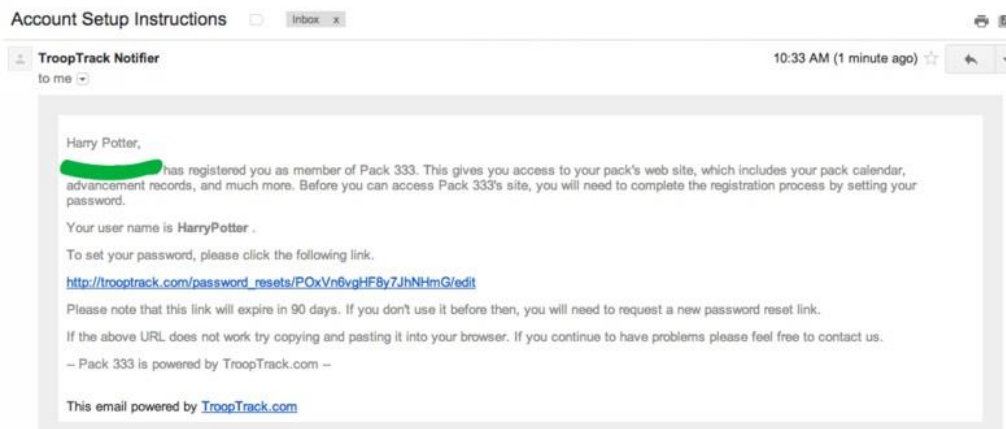 Account Setup Instructions Inbox x
TroopTrack Notifier 10:33 AM (1 minute ago)
to me
Harry Potter,
has registered you as member of Pack 333. This gives you access to your pack's web site, which includes your pack calendar,
advancement records, and much more. Before you can access Pack 333's site, you will need to complete the registration process by setting your
password.
Your user name is HarryPotter .
To set your password, please click the following link.
http://trooptrack.com/password_resets/POxVn6vgHF8y7JhNHmG/edit
Please note that this link will expire in 90 days. If you don't use it before then, you will need to request a new password reset link.
If the above URL does not work try copying and pasting it into your browser. If you continue to have problems please feel free to contact us.
-- Pack 333 is powered by TroopTrack.com --
This email powered by TroopTrack.com